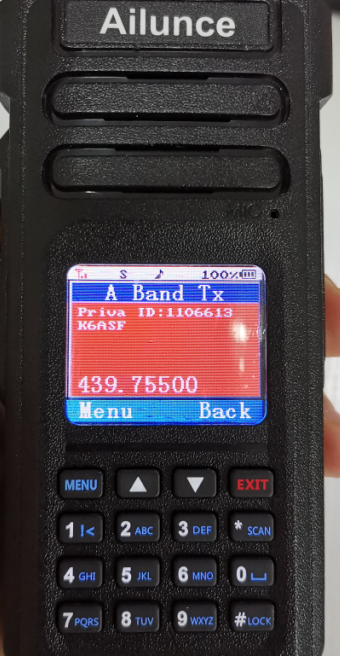 Ailunce
MIC
S 100%
A Band Tx
Priva ID:1106613
K6ASF
439.75500
Menu Back
MENU ▲ ▼ EXIT
1 !< 2 ABC 3 DEF * SCAN
4 GHI 5 JKL 6 MNO 0
7 PQRS 8 TUV 9 WXYZ # LOCK